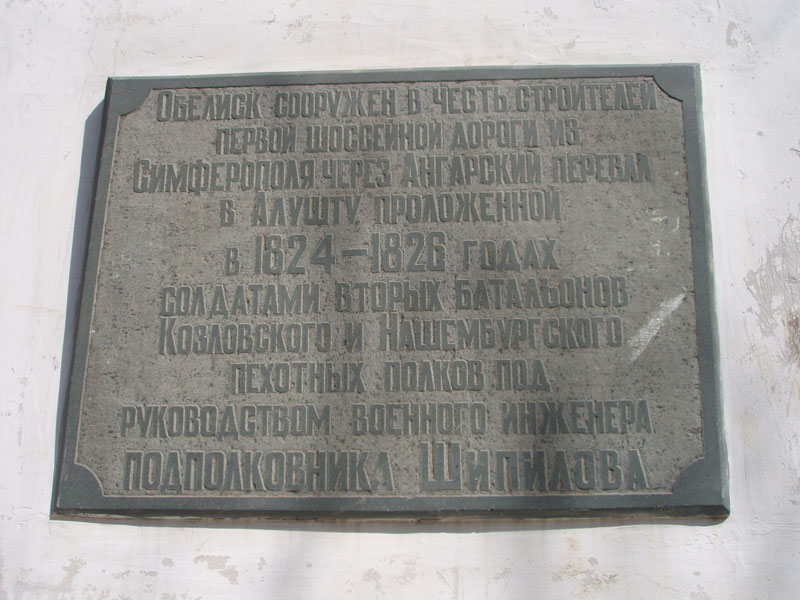 Обелиск сооружен в честь строителей
первой шоссейной дороги из
Симферополя через Ангарский перевал
в Алушту, проложенной
в 1824–1826 годах
солдатами вторых батальонов
Козловского и Нашембургского
пехотных полков под
руководством военного инженера
подполковника Шипилова